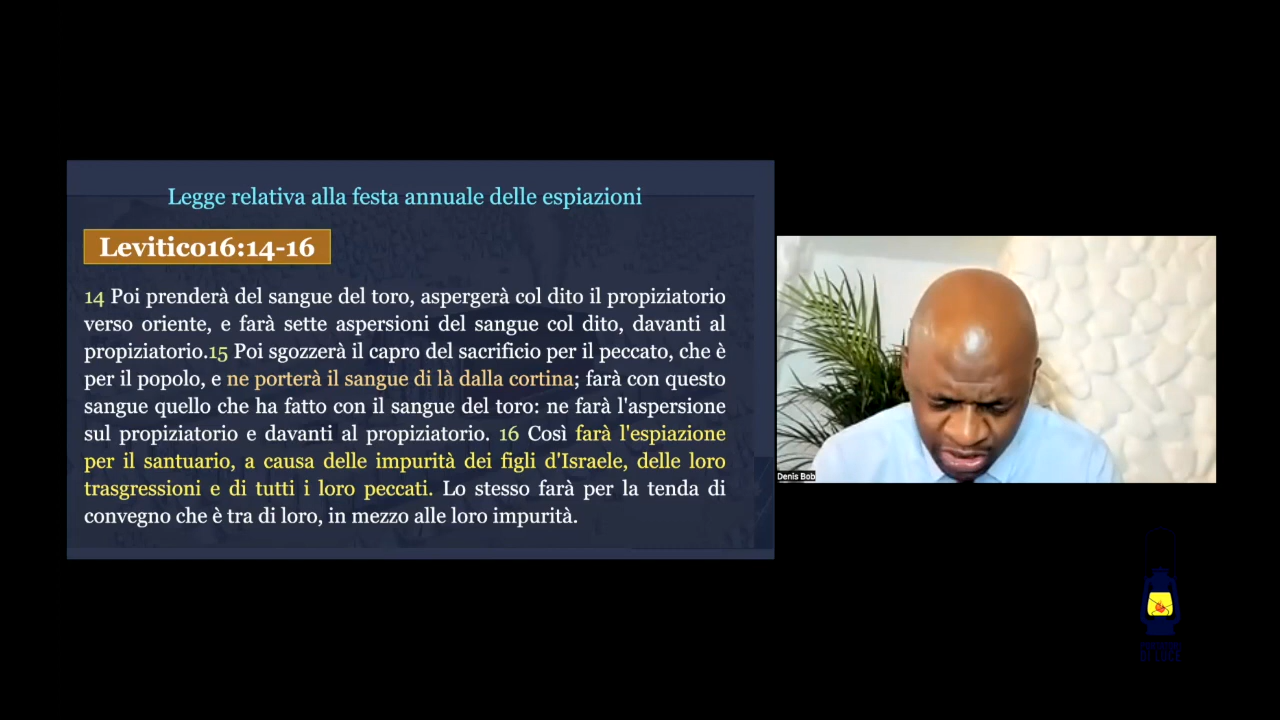 Legge relativa alla festa annuale delle espiazioni
Levitico16:14-16
14 Poi prenderà del sangue del toro, aspergerà col dito il propiziatorio
verso oriente, e farà sette aspersioni del sangue col dito, davanti al
propiziatorio.15 Poi sgozzerà il capro del sacrificio per il peccato, che è
per il popolo, e ne porterà il sangue di là dalla cortina; farà con questo
sangue quello che ha fatto con il sangue del toro: ne farà l'aspersione
sul propiziatorio e davanti al propiziatorio. 16 Così farà l'espiazione
per il santuario, a causa delle impurità dei figli d'Israele, delle loro
trasgressioni e di tutti i loro peccati. Lo stesso farà per la tenda di
convegno che è tra di loro, in mezzo alle loro impurità.
Denis Bob
DI LUCE